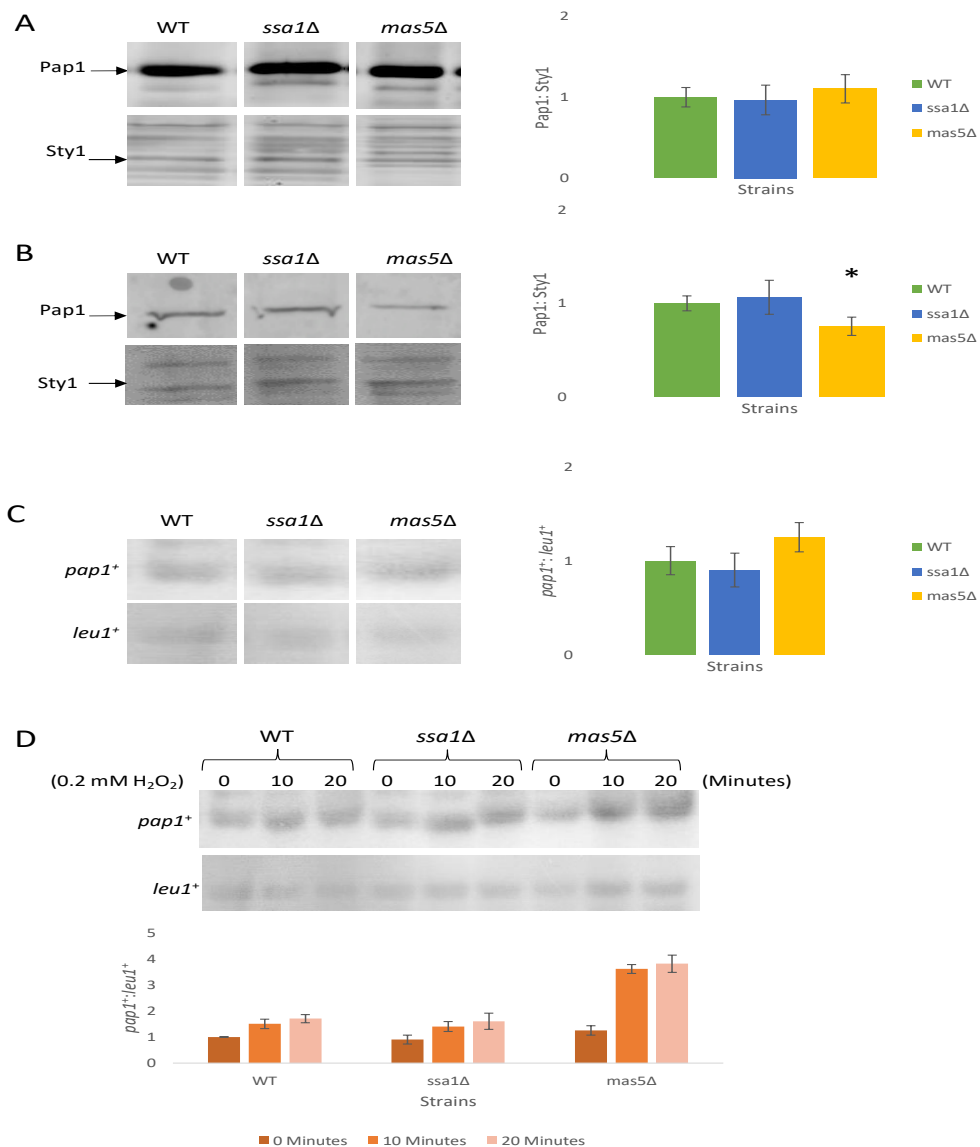 A
WT ssa1Δ mas5Δ
Pap1
Sty1
2
1
0
Pap1: Sty1
Strains
WT
ssa1Δ
mas5Δ
B
WT ssa1Δ mas5Δ
Pap1
Sty1
2
1
0
Pap1: Sty1
*
Strains
WT
ssa1Δ
mas5Δ
C
WT ssa1Δ mas5Δ
pap1⁺
leu1⁺
2
1
0
pap1⁺: leu1⁺
Strains
WT
ssa1Δ
mas5Δ
D
WT ssa1Δ mas5Δ
(0.2 mM H₂O₂) 0 10 20 0 10 20 0 10 20 (Minutes)
pap1⁺
leu1⁺
pap1⁺:leu1⁺
5
4
3
2
1
0
WT ssa1Δ mas5Δ
Strains
0 Minutes 10 Minutes 20 Minutes